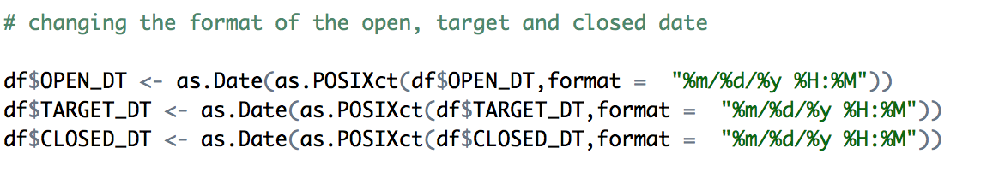 # changing the format of the open, target and closed date
df$OPEN_DT <- as.Date(as.POSIXct(df$OPEN_DT,format =  "%m/%d/%y %H:%M"))
df$TARGET_DT <- as.Date(as.POSIXct(df$TARGET_DT,format =  "%m/%d/%y %H:%M"))
df$CLOSED_DT <- as.Date(as.POSIXct(df$CLOSED_DT,format =  "%m/%d/%y %H:%M"))